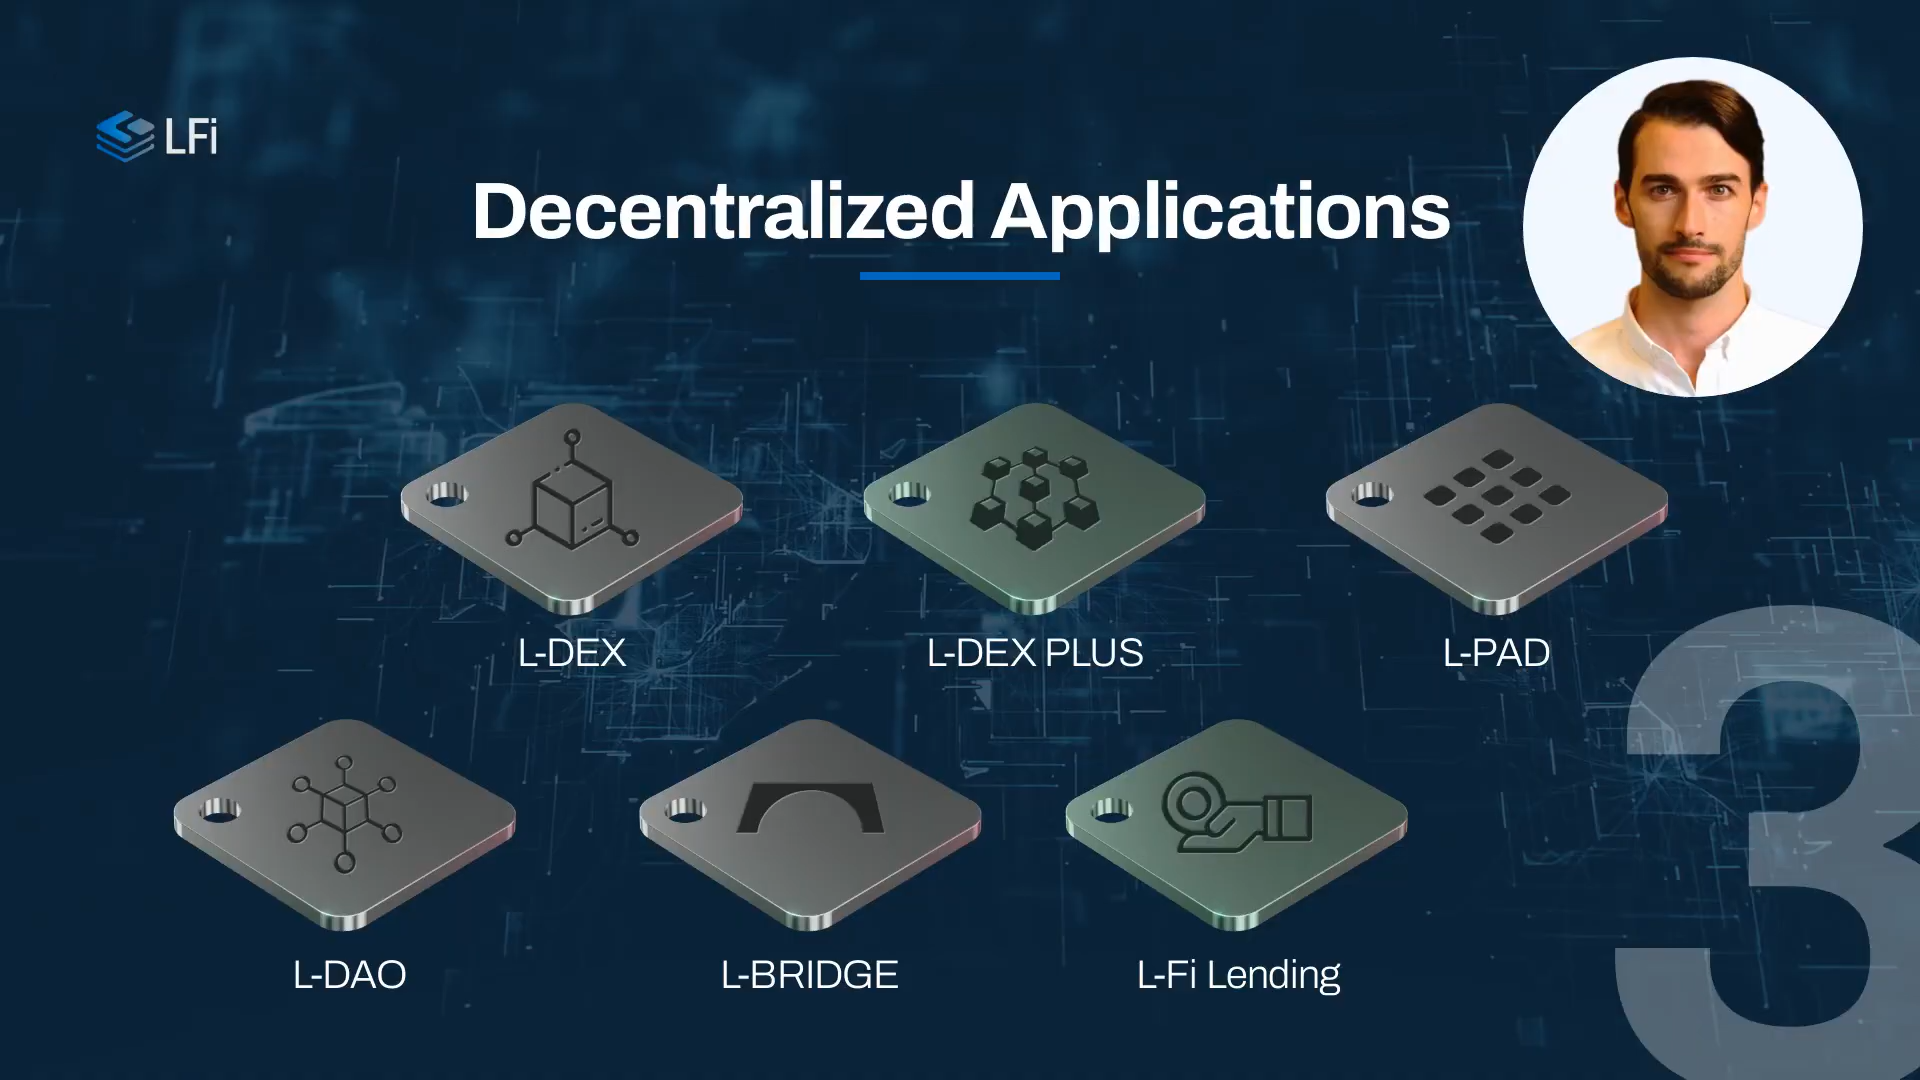 LFi
Decentralized Applications
L-DEX
L-DEX PLUS
L-PAD
L-DAO
L-BRIDGE
L-Fi Lending
3